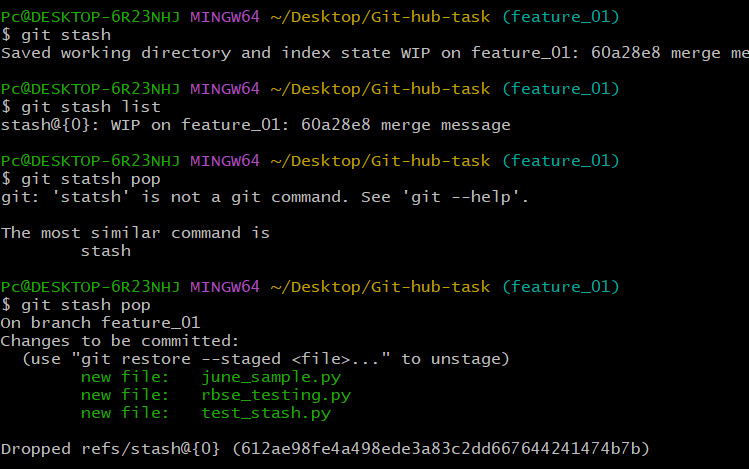 Pc@DESKTOP-6R23NHJ MINGW64 ~/Desktop/Git-hub-task (feature_01)
$ git stash
Saved working directory and index state WIP on feature_01: 60a28e8 merge me
Pc@DESKTOP-6R23NHJ MINGW64 ~/Desktop/Git-hub-task (feature_01)
$ git stash list
stash@{0}: WIP on feature_01: 60a28e8 merge message
Pc@DESKTOP-6R23NHJ MINGW64 ~/Desktop/Git-hub-task (feature_01)
$ git statsh pop
git: 'statsh' is not a git command. See 'git --help'.
The most similar command is
stash
Pc@DESKTOP-6R23NHJ MINGW64 ~/Desktop/Git-hub-task (feature_01)
$ git stash pop
On branch feature_01
Changes to be committed:
(use "git restore --staged <file>..." to unstage)
new file:   june_sample.py
new file:   rbse_testing.py
new file:   test_stash.py
Dropped refs/stash@{0} (612ae98fe4a498ede3a83c2dd667644241474b7b)